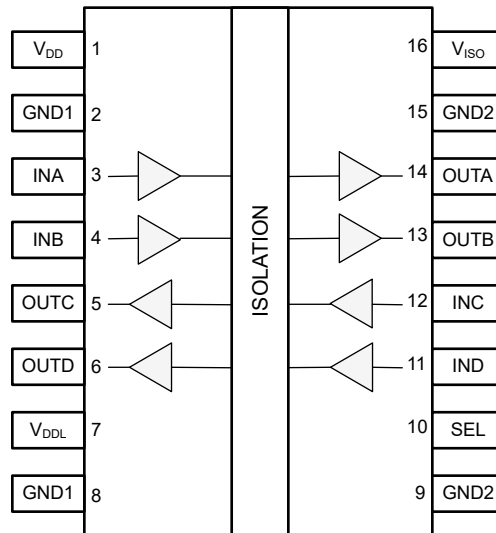 VDD 1 16 VISO
GND1 2 15 GND2
INA 3 14 OUTA
INB 4 13 OUTB
OUTC 5 12 INC
OUTD 6 11 IND
VDDL 7 10 SEL
GND1 8 9 GND2
ISOLATION